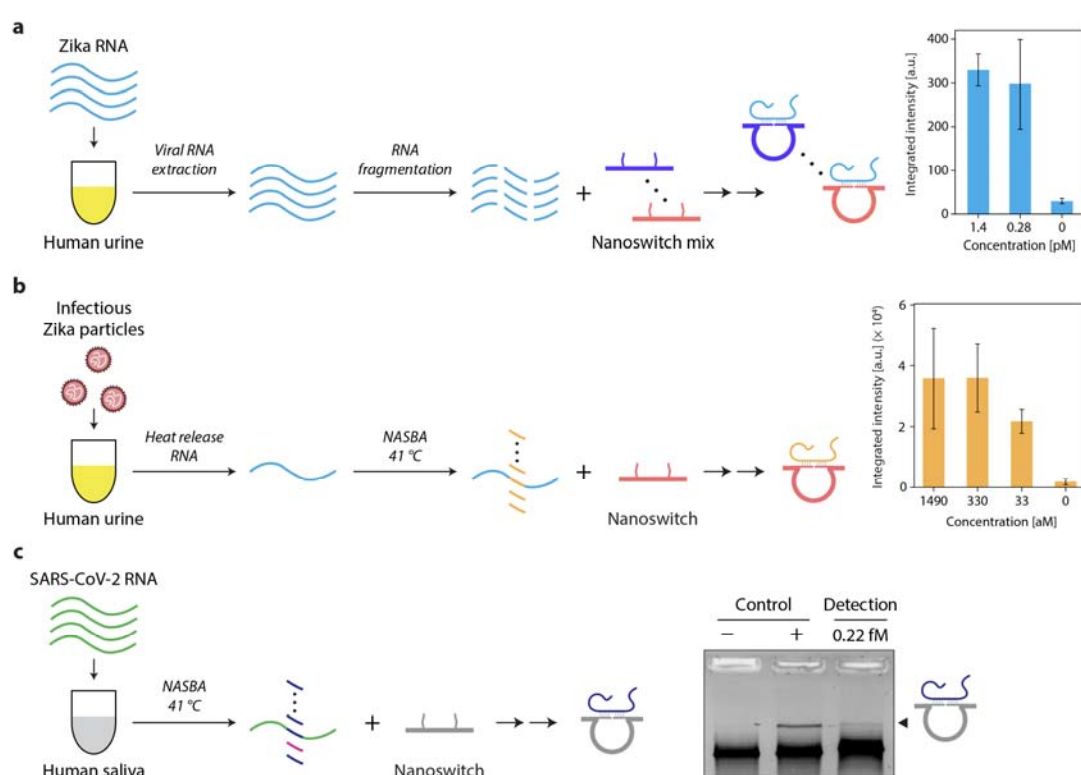 a
Zika RNA
Human urine
Viral RNA
extraction
RNA
fragmentation
+
Nanoswitch mix
Integrated intensity [a.u.]
400
300
200
100
0
1.4 0.28 0
Concentration [pM]
b
Infectious
Zika particles
Human urine
Heat release
RNA
NASBA
41 °C
+
Nanoswitch
Integrated intensity [a.u.] (× 10⁴)
6
4
2
0
1490 330 33 0
Concentration [aM]
c
SARS-CoV-2 RNA
Human saliva
NASBA
41 °C
+
Nanoswitch
Control Detection
− + 0.22 fM